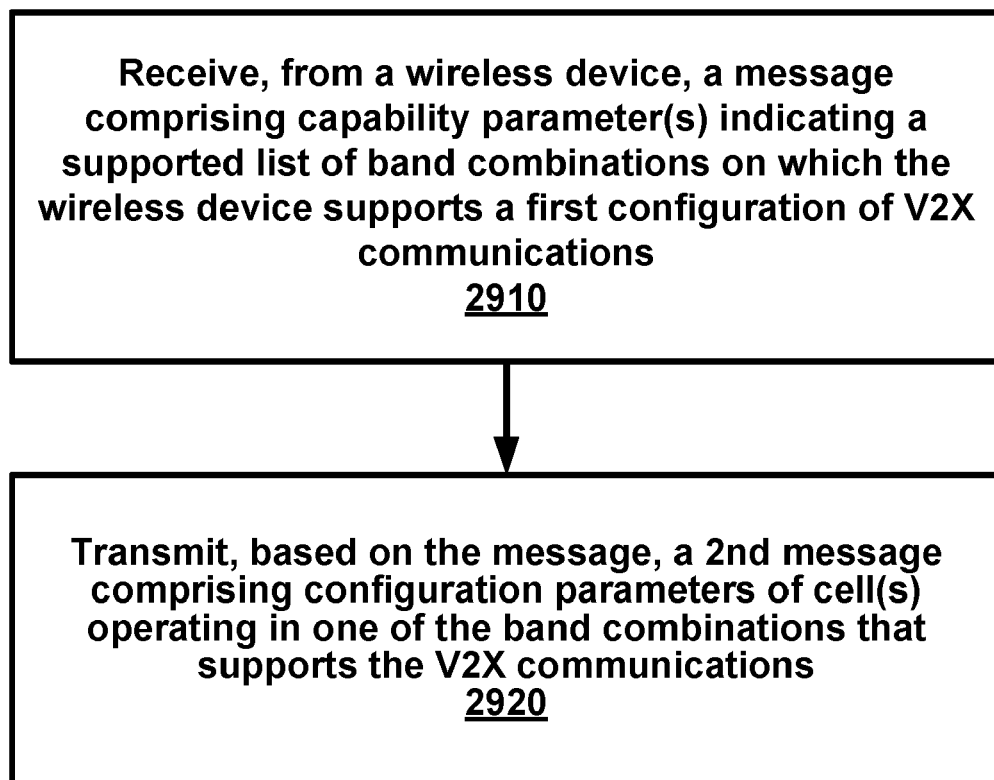 Receive, from a wireless device, a message
comprising capability parameter(s) indicating a
supported list of band combinations on which the
wireless device supports a first configuration of V2X
communications
2910
Transmit, based on the message, a 2nd message
comprising configuration parameters of cell(s)
operating in one of the band combinations that
supports the V2X communications
2920